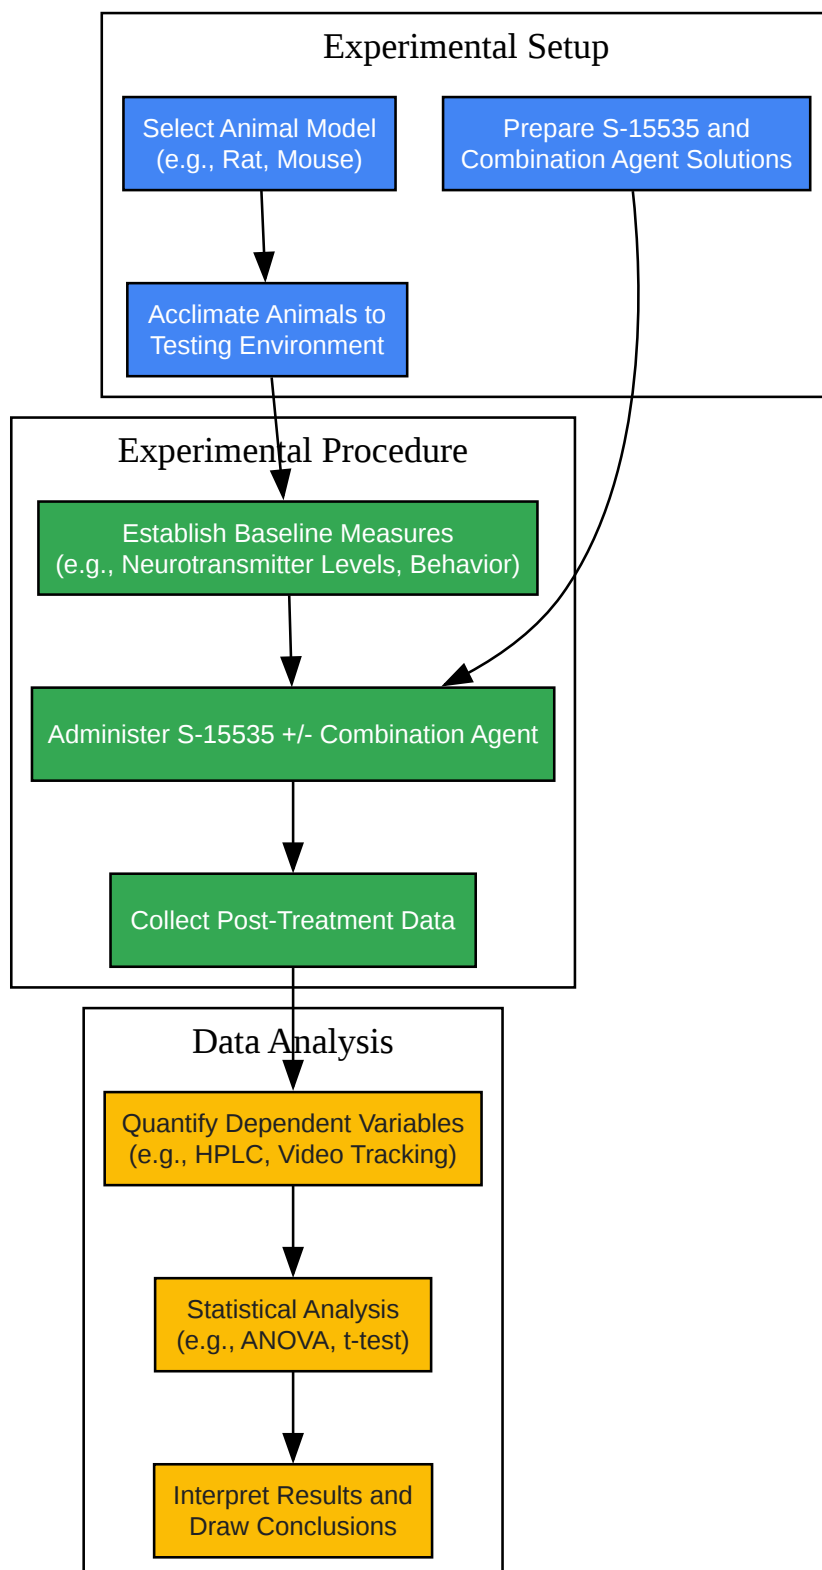 Experimental Setup
Select Animal Model
(e.g., Rat, Mouse)
Prepare S-15535 and
Combination Agent Solutions
Acclimate Animals to
Testing Environment
Experimental Procedure
Establish Baseline Measures
(e.g., Neurotransmitter Levels, Behavior)
Administer S-15535 +/- Combination Agent
Collect Post-Treatment Data
Data Analysis
Quantify Dependent Variables
(e.g., HPLC, Video Tracking)
Statistical Analysis
(e.g., ANOVA, t-test)
Interpret Results and
Draw Conclusions